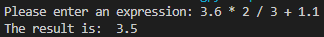 Please enter an expression: 3.6 * 2 / 3 + 1.1
The result is:  3.5